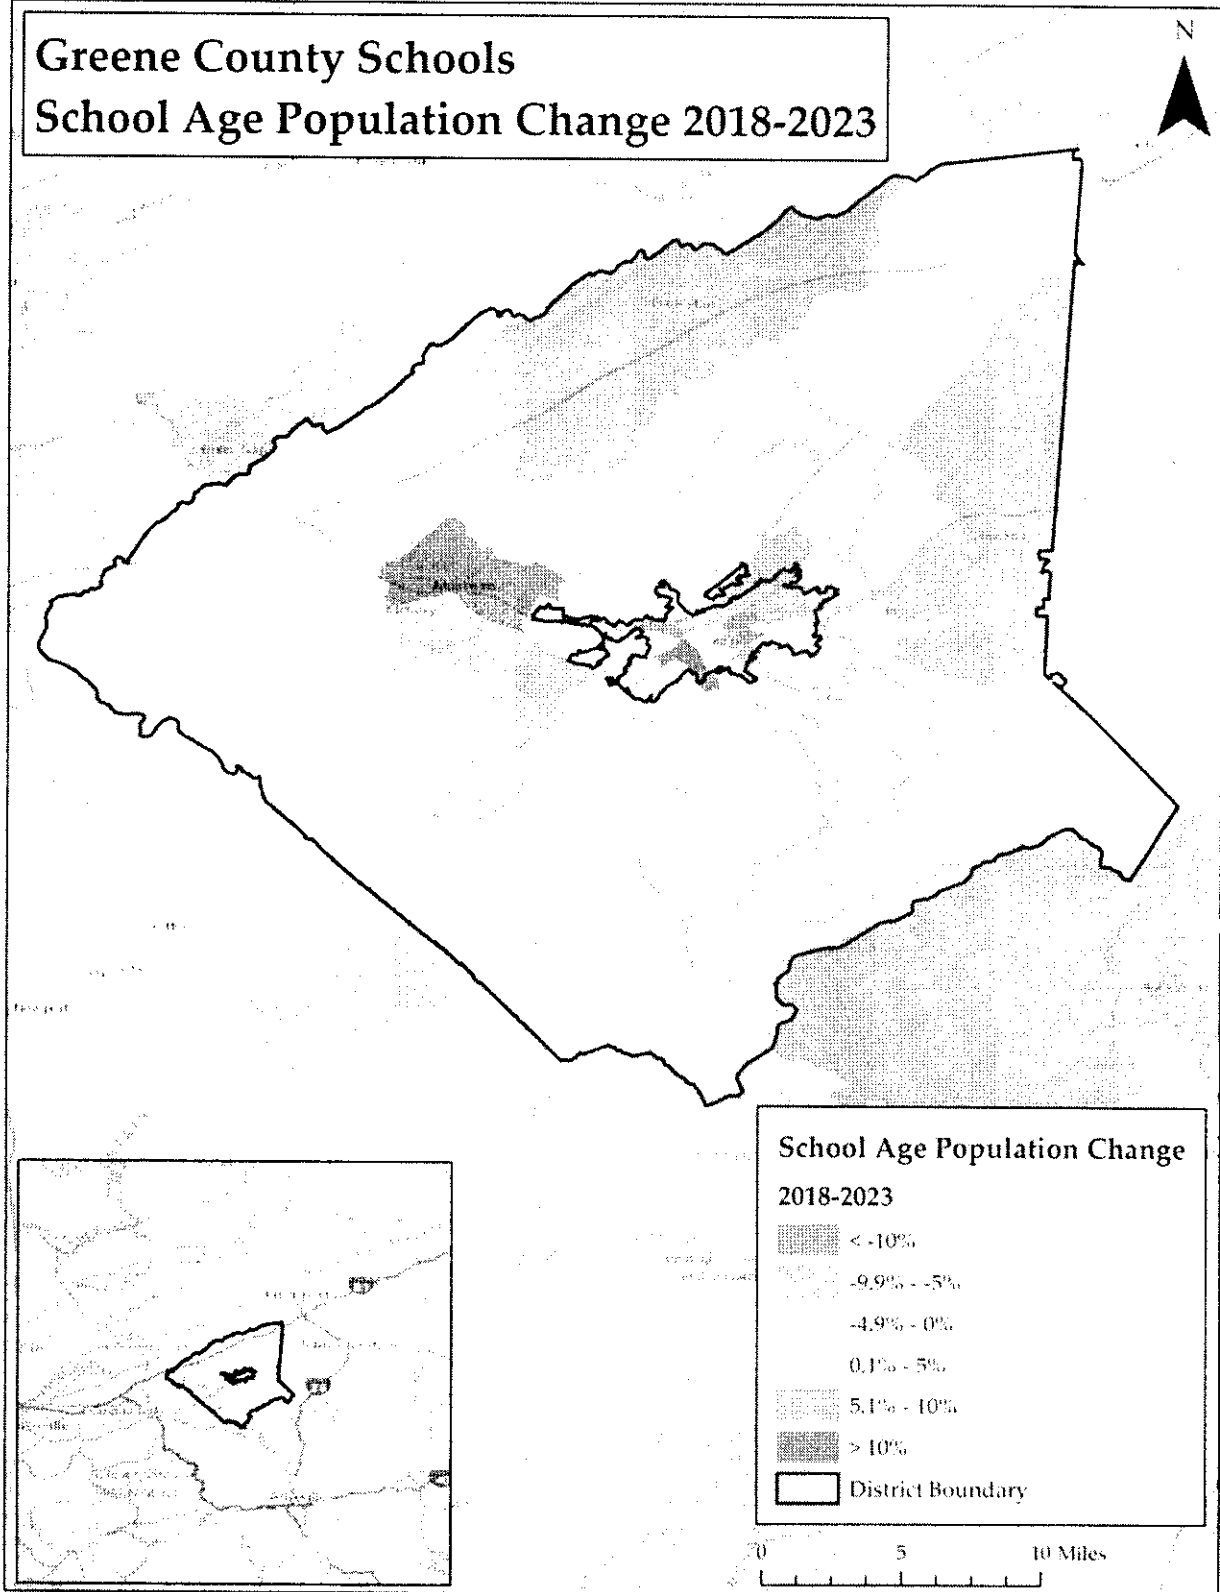 Greene County Schools
School Age Population Change 2018-2023
N
School Age Population Change
2018-2023
< -10%
-9.9% - -5%
-4.9% - 0%
0.1% - 5%
5.1% - 10%
> 10%
District Boundary
0 5 10 Miles